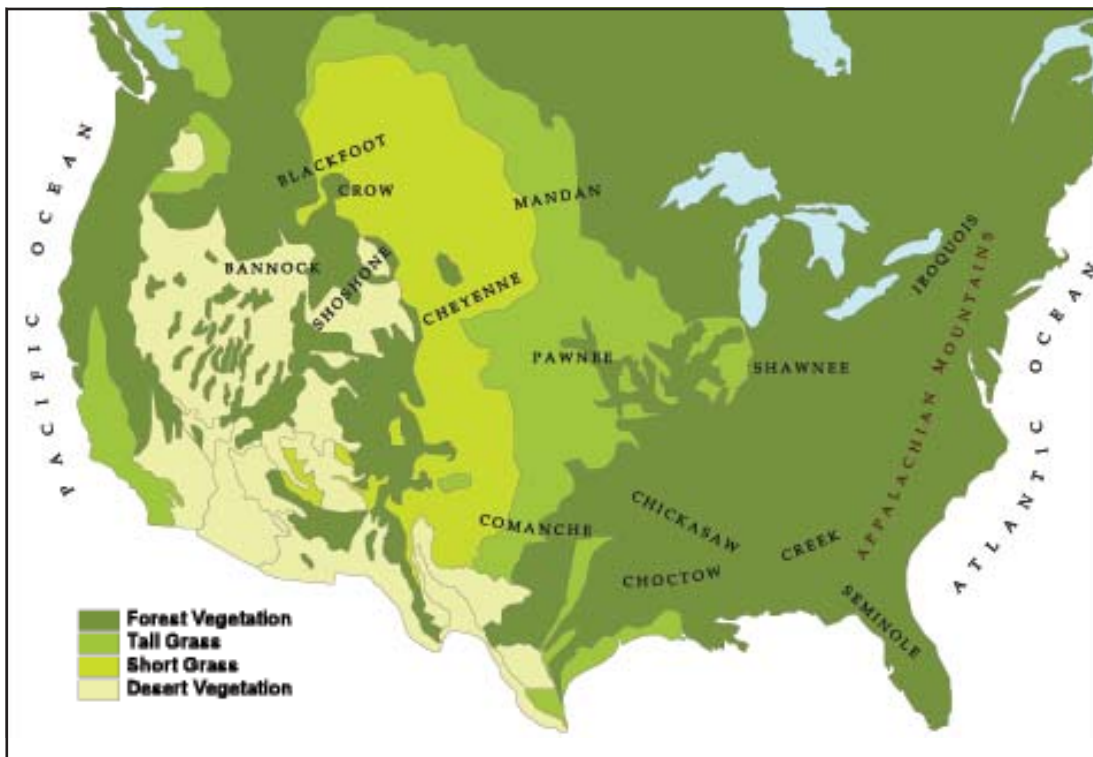 PACIFIC OCEAN
BLACKFOOT
CROW
MANDAN
IROQUOIS
BANNOCK
SHOSHONE
CHEYENNE
PAWNEE
SHAWNEE
APPALACHIAN MOUNTAINS
ATLANTIC OCEAN
COMANCHE
CHICKASAW
CREEK
CHOCTOW
SEMINOLE
Forest Vegetation
Tall Grass
Short Grass
Desert Vegetation